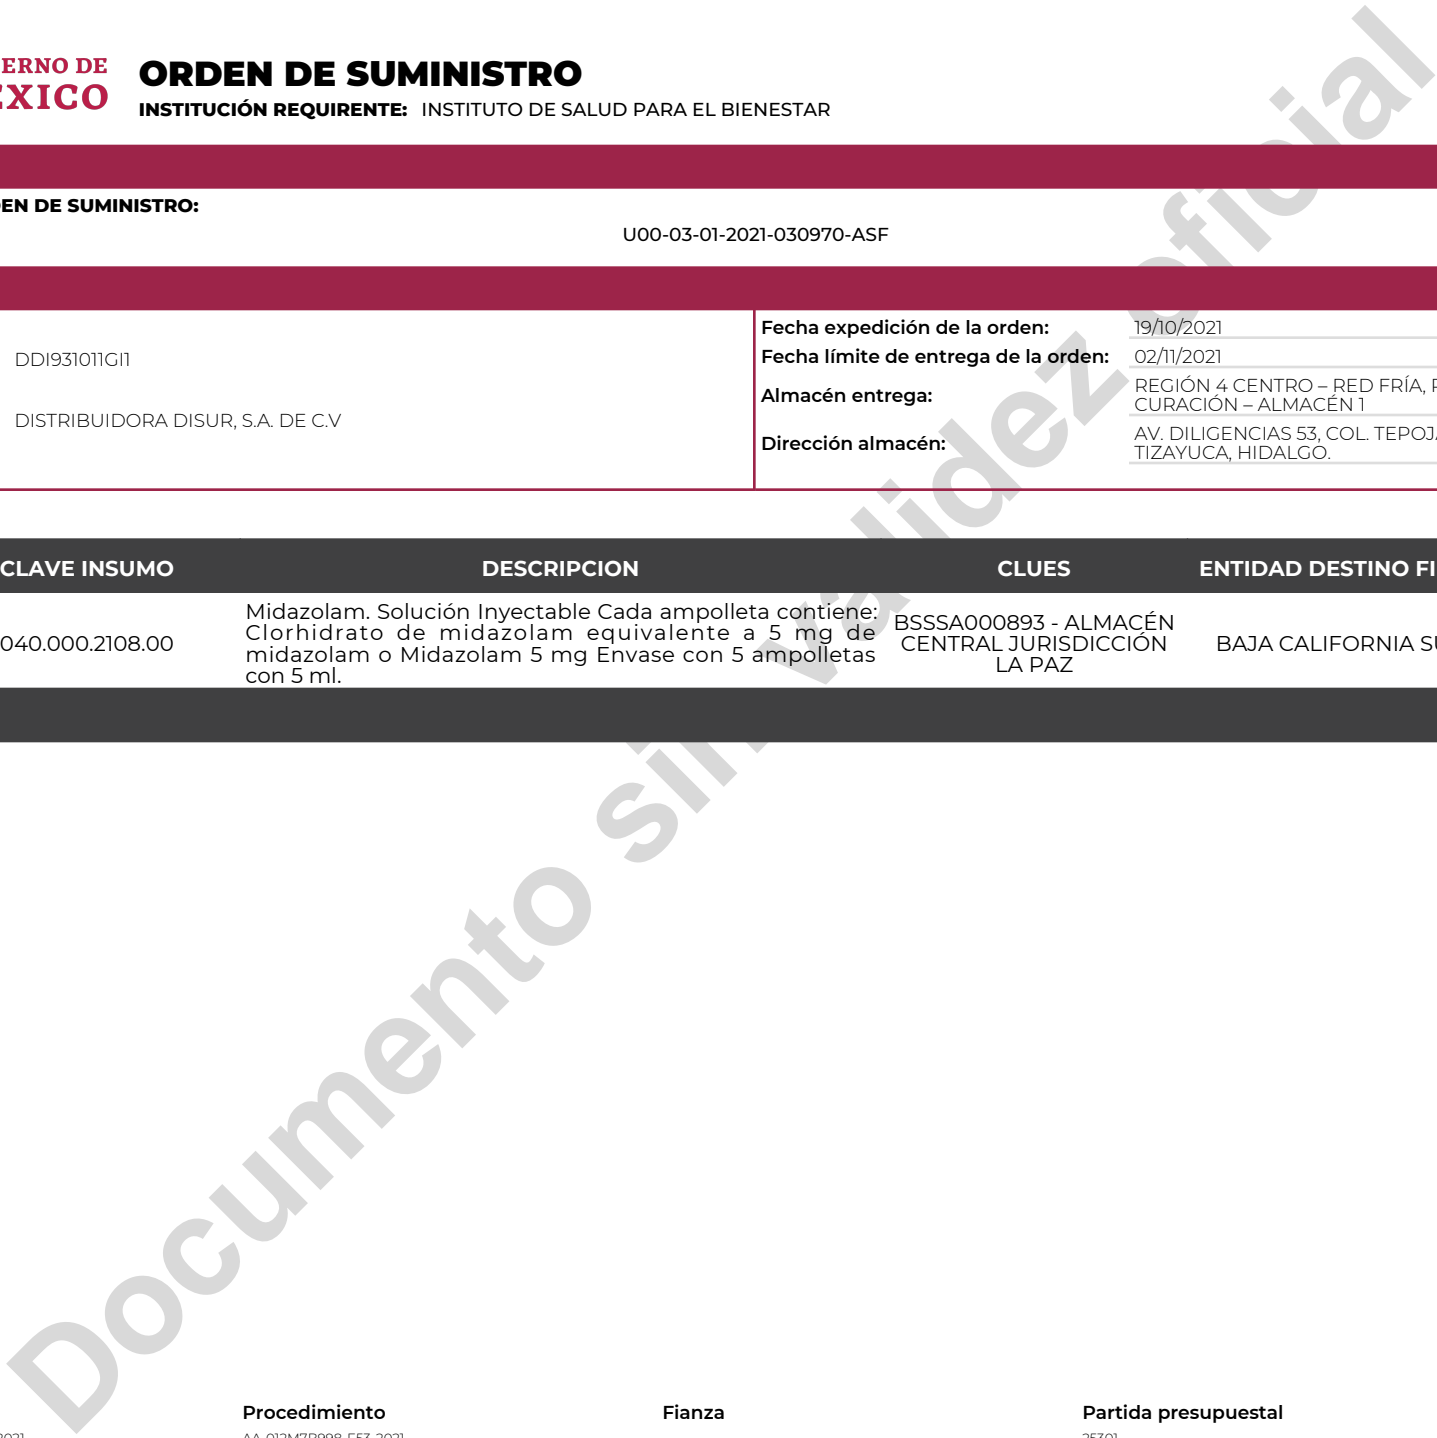 ERNO DE
EXICO
ORDEN DE SUMINISTRO
INSTITUCIÓN REQUIRENTE: INSTITUTO DE SALUD PARA EL BIENESTAR
EN DE SUMINISTRO:
U00-03-01-2021-030970-ASF
DDI931011GI1
DISTRIBUIDORA DISUR, S.A. DE C.V
Fecha expedición de la orden: 19/10/2021
Fecha límite de entrega de la orden: 02/11/2021
Almacén entrega: REGIÓN 4 CENTRO – RED FRÍA,
CURACIÓN – ALMACÉN 1
Dirección almacén: AV. DILIGENCIAS 53, COL. TEPOJA
TIZAYUCA, HIDALGO.
CLAVE INSUMO DESCRIPCION CLUES ENTIDAD DESTINO FI
040.000.2108.00
Midazolam. Solución Inyectable Cada ampolleta contiene:
Clorhidrato de midazolam equivalente a 5 mg de
midazolam o Midazolam 5 mg Envase con 5 ampolletas
con 5 ml.
BSSSA000893 - ALMACÉN
CENTRAL JURISDICCIÓN
LA PAZ
BAJA CALIFORNIA SU
Documento sin validez oficial
Procedimiento Fianza Partida presupuestal